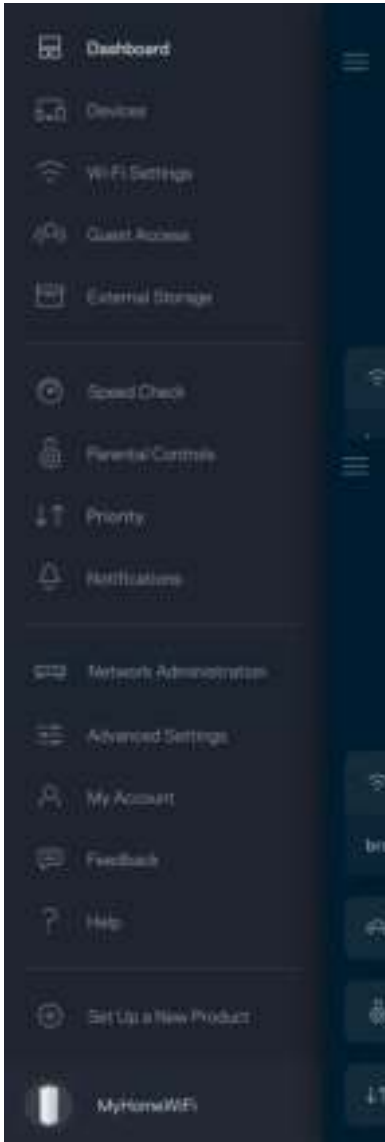 Dashboard
Devices
Wi-Fi Settings
Guest Access
External Storage
Speed Check
Parental Controls
Priority
Notifications
Network Administration
Advanced Settings
My Account
Feedback
Help
Set Up a New Product
MyHomeWiFi